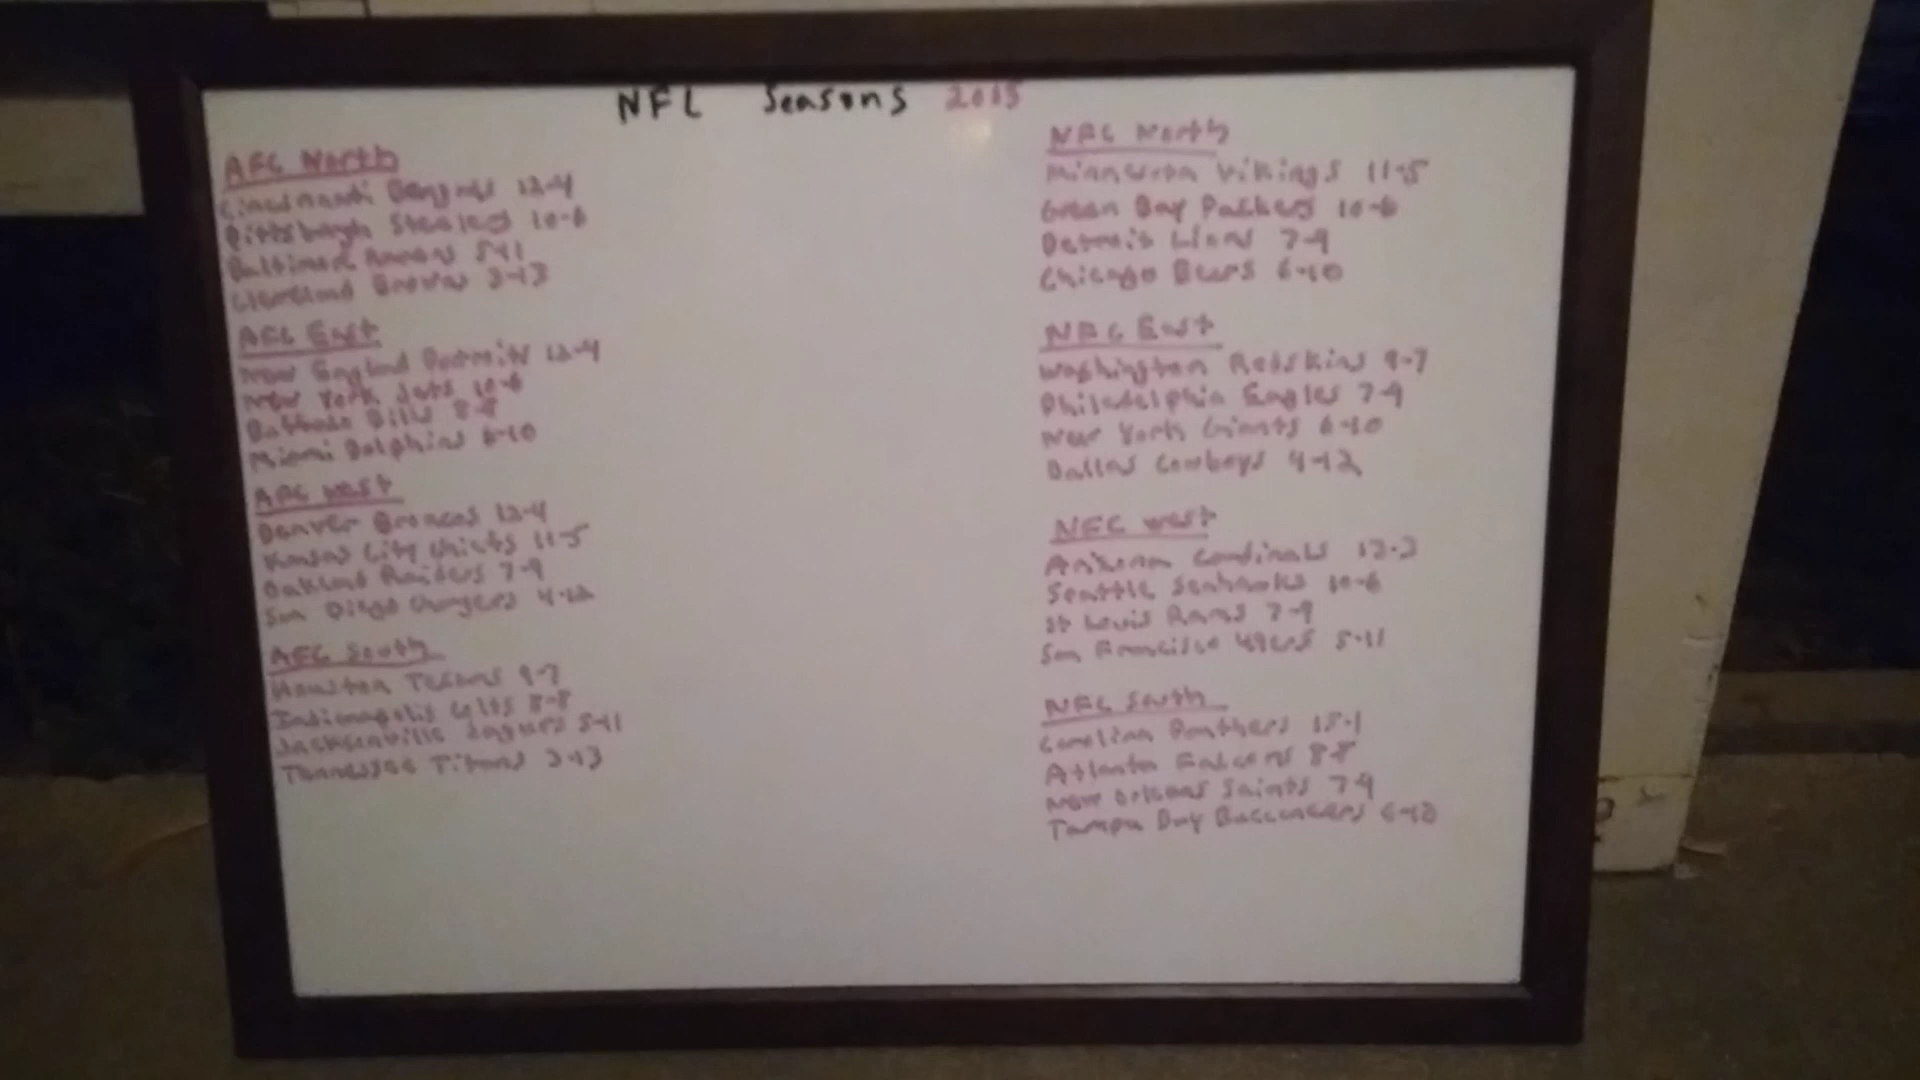 NFL Seasons 2015
AFC North
Cincinnati Bengals 12-4
Pittsburgh Stealers 10-6
Baltimore Ravens 5-11
Cleveland Browns 3-13
AFC East
New England Patriots 12-4
New York Jets 10-6
Buffalo Bills 8-8
Miami Dolphins 6-10
AFC West
Denver Broncos 12-4
Kansas City Chiefs 11-5
Oakland Raiders 7-9
San Diego Chargers 4-12
AFC South
Houston Texans 9-7
Indianapolis Colts 8-8
Jacksonville Jaguars 5-11
Tennessee Titans 3-13
NFC North
Minnesota Vikings 11-5
Green Bay Packers 10-6
Detroit Lions 7-9
Chicago Bears 6-10
NFC East
Washington Redskins 9-7
Philadelphia Eagles 7-9
New York Giants 6-10
Dallas Cowboys 4-12
NFC West
Arizona Cardinals 13-3
Seattle Seahawks 10-6
St Louis Rams 7-9
San Francisco 49ers 5-11
NFC South
Carolina Panthers 15-1
Atlanta Falcons 8-8
New Orleans Saints 7-9
Tampa Bay Buccaneers 6-10